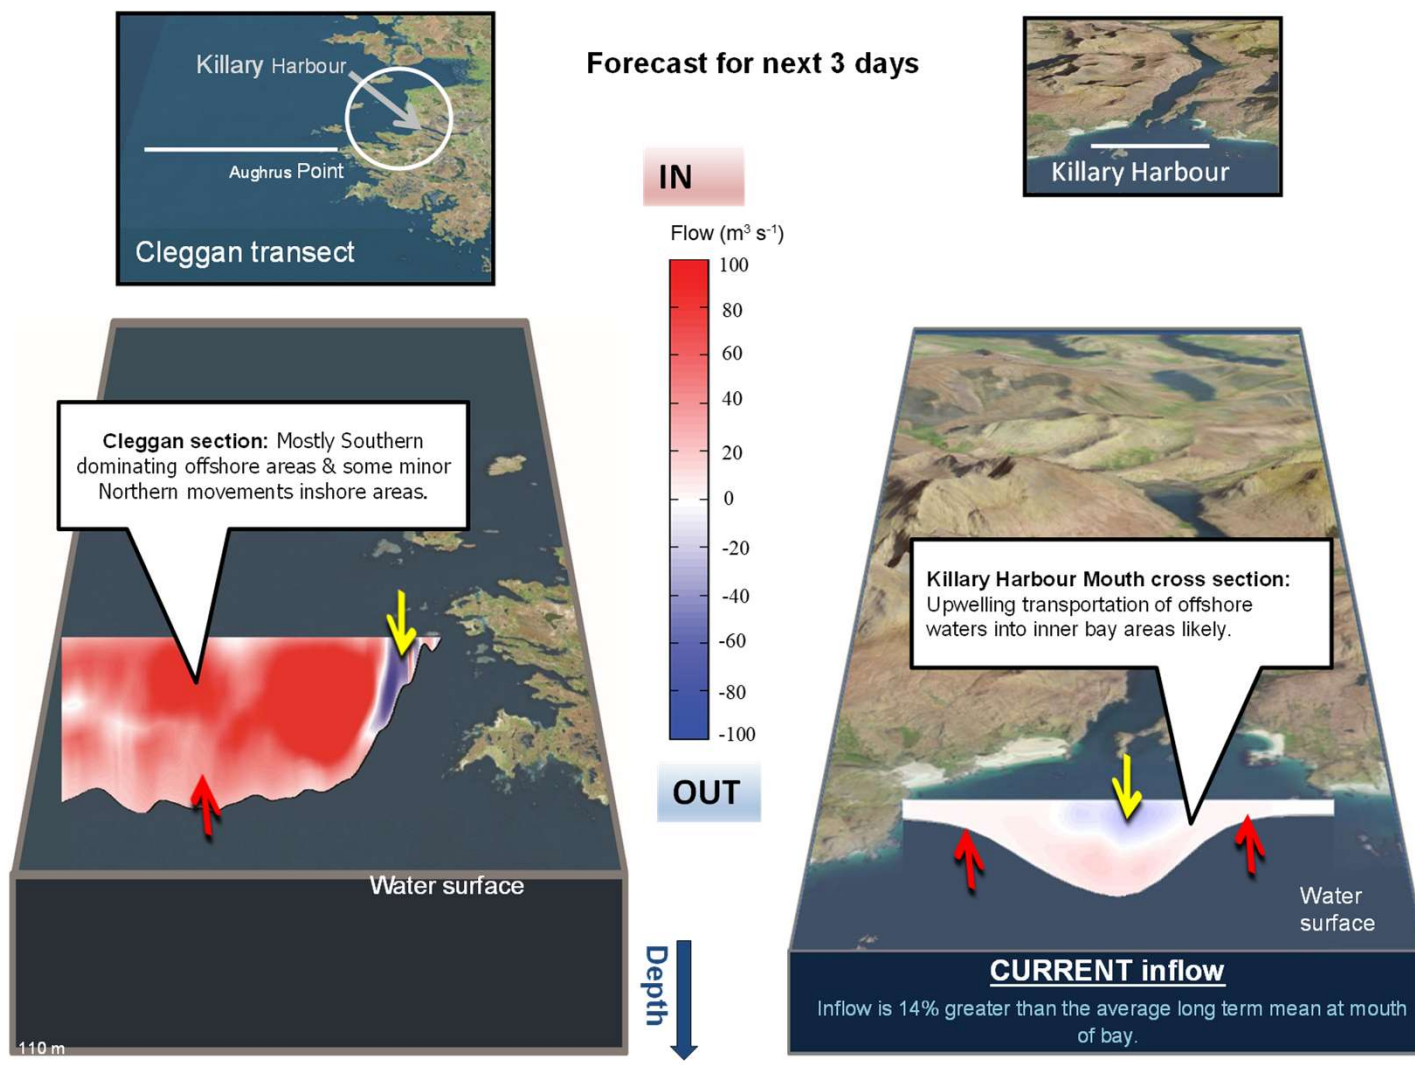 Killary Harbour
Aughrus Point
Cleggan transect
Forecast for next 3 days
Killary Harbour
IN
Flow (m³ s⁻¹)
100
80
60
40
20
0
-20
-40
-60
-80
-100
OUT
Cleggan section: Mostly Southern
dominating offshore areas & some minor
Northern movements inshore areas.
Water surface
110 m
Depth
Killary Harbour Mouth cross section:
Upwelling transportation of offshore
waters into inner bay areas likely.
Water
surface
CURRENT inflow
Inflow is 14% greater than the average long term mean at mouth
of bay.